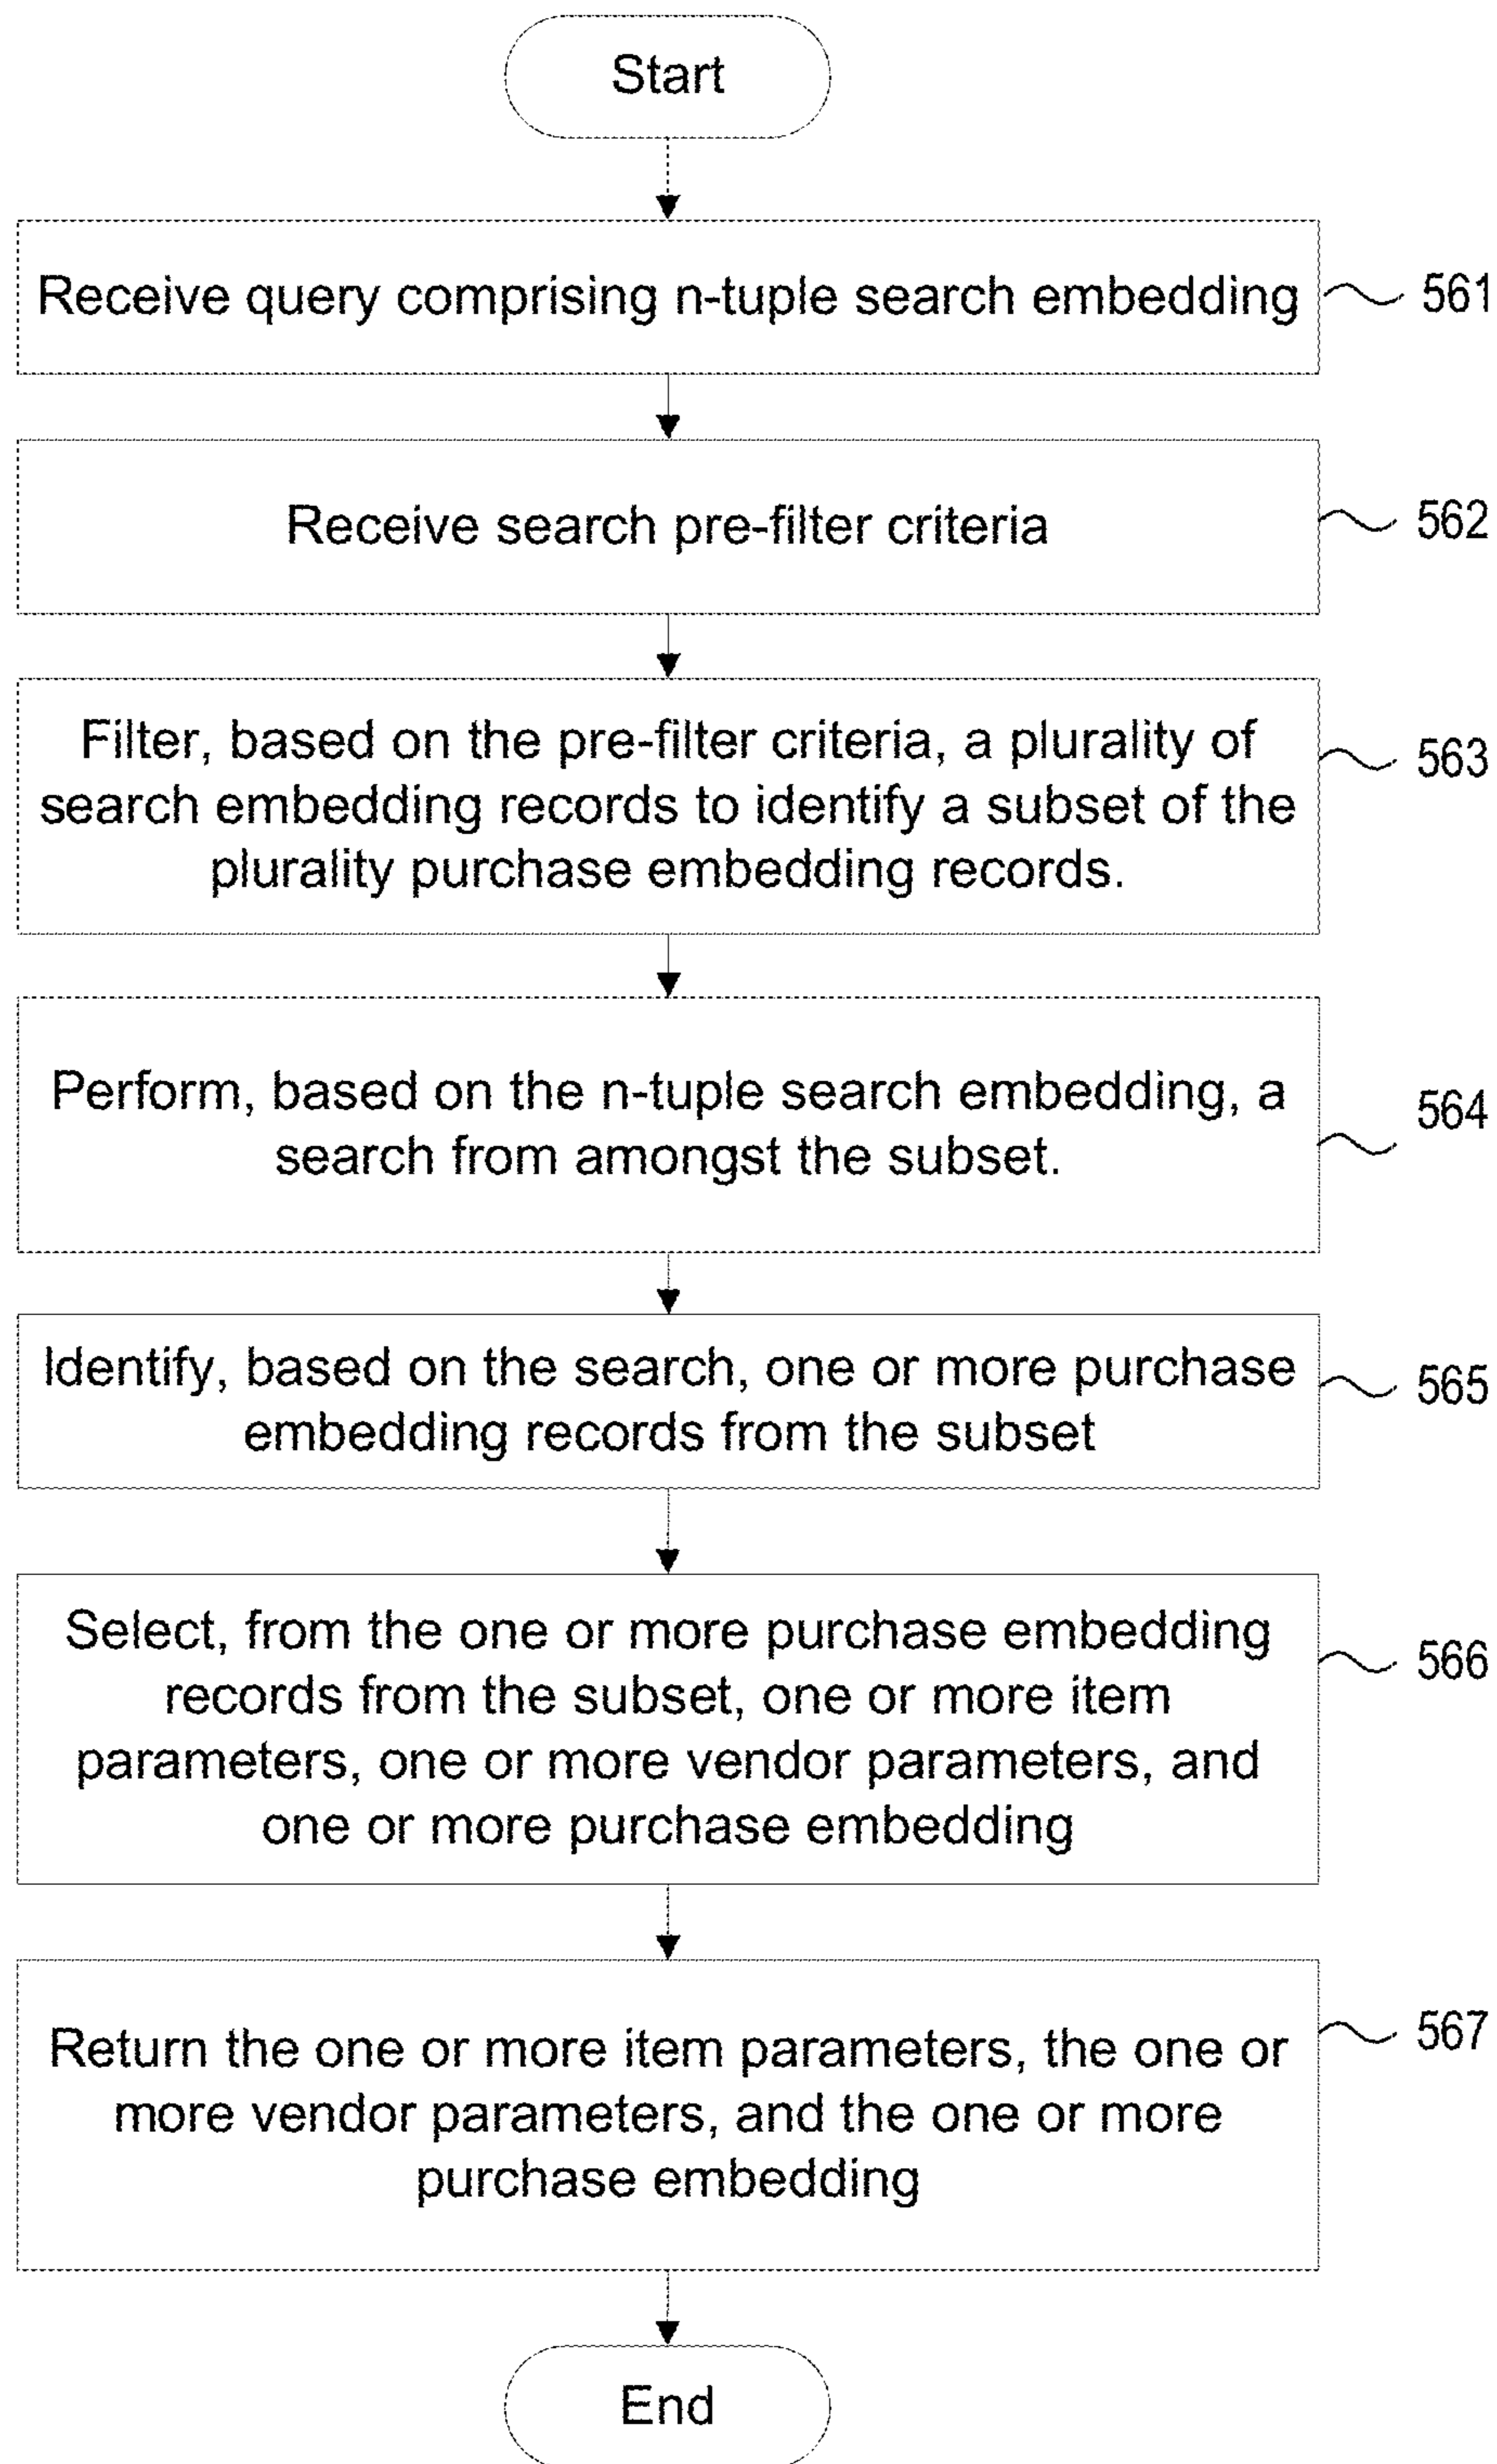 Start
Receive query comprising n-tuple search embedding
561
Receive search pre-filter criteria
562
Filter, based on the pre-filter criteria, a plurality of
search embedding records to identify a subset of the
plurality purchase embedding records.
563
Perform, based on the n-tuple search embedding, a
search from amongst the subset.
564
Identify, based on the search, one or more purchase
embedding records from the subset
565
Select, from the one or more purchase embedding
records from the subset, one or more item
parameters, one or more vendor parameters, and
one or more purchase embedding
566
Return the one or more item parameters, the one or
more vendor parameters, and the one or more
purchase embedding
567
End